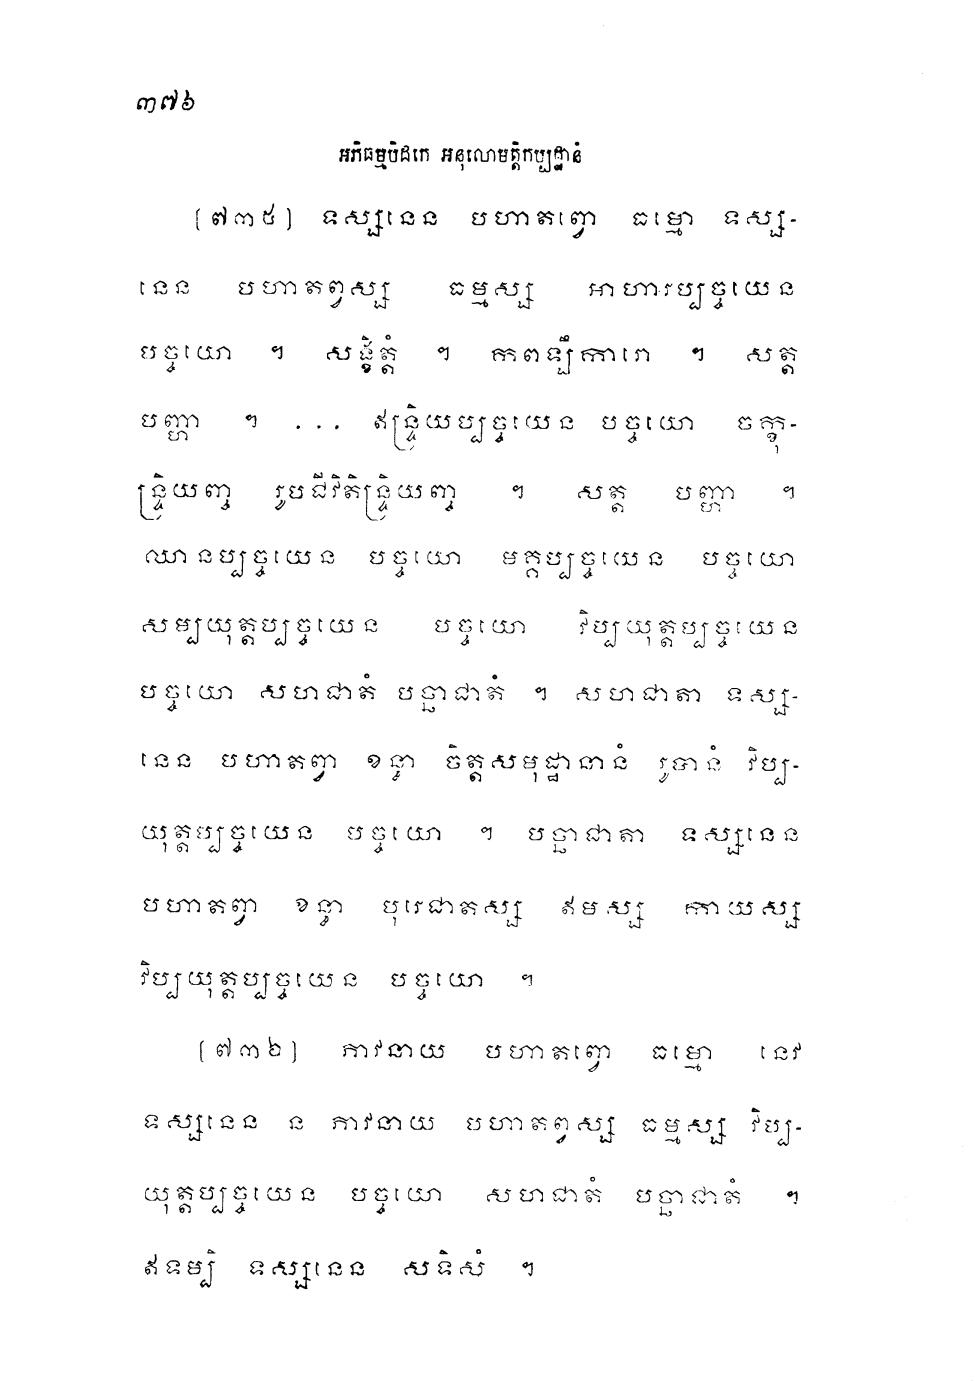 ៣៧៦
អភិធម្មបិដកេ អនុលោមត្តិកប្បដ្ឋានំ
(៧៣៥) ទស្សនេន បហាតព្វោ ធម្មោ ទស្ស-
នេន បហាតព្វស្ស ធម្មស្ស អាហារប្បច្ចយេន
បច្ចយោ ។ សង្ខិត្តំ ។ កពឡីការោ ។ សត្ត
បញ្ហា ។ ... ឥន្ទ្រិយប្បច្ចយេន បច្ចយោ ចក្ខុ-
ន្ទ្រិយញ្ច រូបជីវិតិន្ទ្រិយញ្ច ។ សត្ត បញ្ហា ។
ឈានប្បច្ចយេន បច្ចយោ មគ្គប្បច្ចយេន បច្ចយោ
សម្បយុត្តប្បច្ចយេន បច្ចយោ វិប្បយុត្តប្បច្ចយេន
បច្ចយោ សហជាតំ បច្ឆាជាតំ ។ សហជាតា ទស្ស-
នេន បហាតព្វា ខន្ធា ចិត្តសមុដ្ឋានានំ រូបានំ វិប្ប-
យុត្តប្បច្ចយេន បច្ចយោ ។ បច្ឆាជាតា ទស្សនេន
បហាតព្វា ខន្ធា បុរេជាតស្ស ឥមស្ស កាយស្ស
វិប្បយុត្តប្បច្ចយេន បច្ចយោ ។
(៧៣៦) ភាវនាយ បហាតព្វោ ធម្មោ នេវ
ទស្សនេន ន ភាវនាយ បហាតព្វស្ស ធម្មស្ស វិប្ប-
យុត្តប្បច្ចយេន បច្ចយោ សហជាតំ បច្ឆាជាតំ ។
ឥទម្បិ ទស្សនេន សទិសំ ។